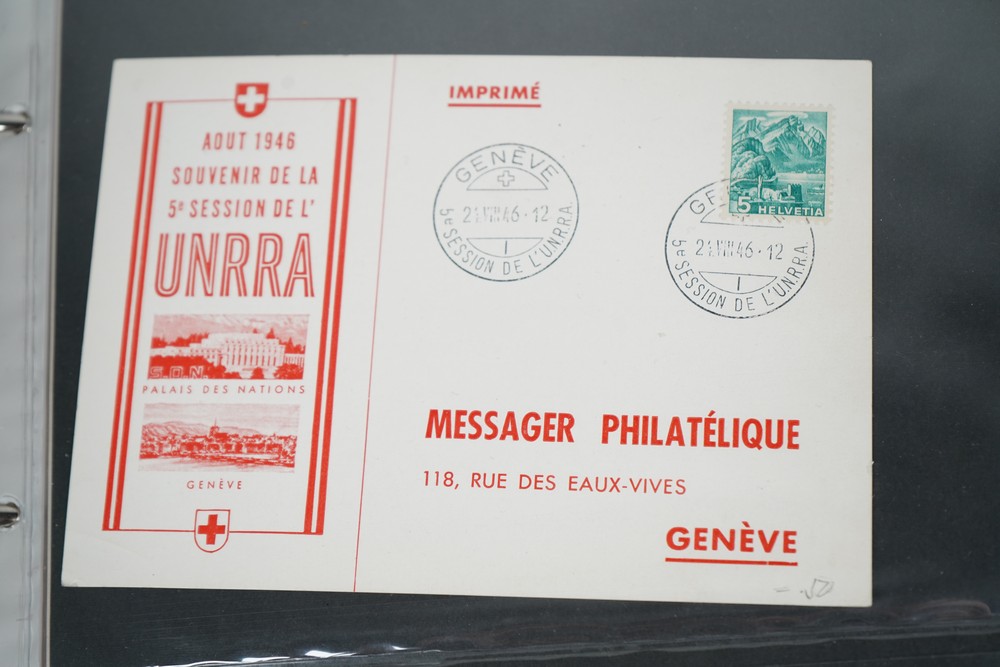 AOUT 1946
SOUVENIR DE LA
5e SESSION DE L'
UNRRA
S.D.N.
PALAIS DES NATIONS
GENÈVE
IMPRIMÉ
GENÈVE
21.VIII.46·12
I
5e SESSION DE L'U.N.R.R.A.
5 HELVETIA
21.VIII.46·12
I
5e SESSION DE L'U.N.R.R.A.
MESSAGER PHILATÉLIQUE
118, RUE DES EAUX-VIVES
GENÈVE
-.50